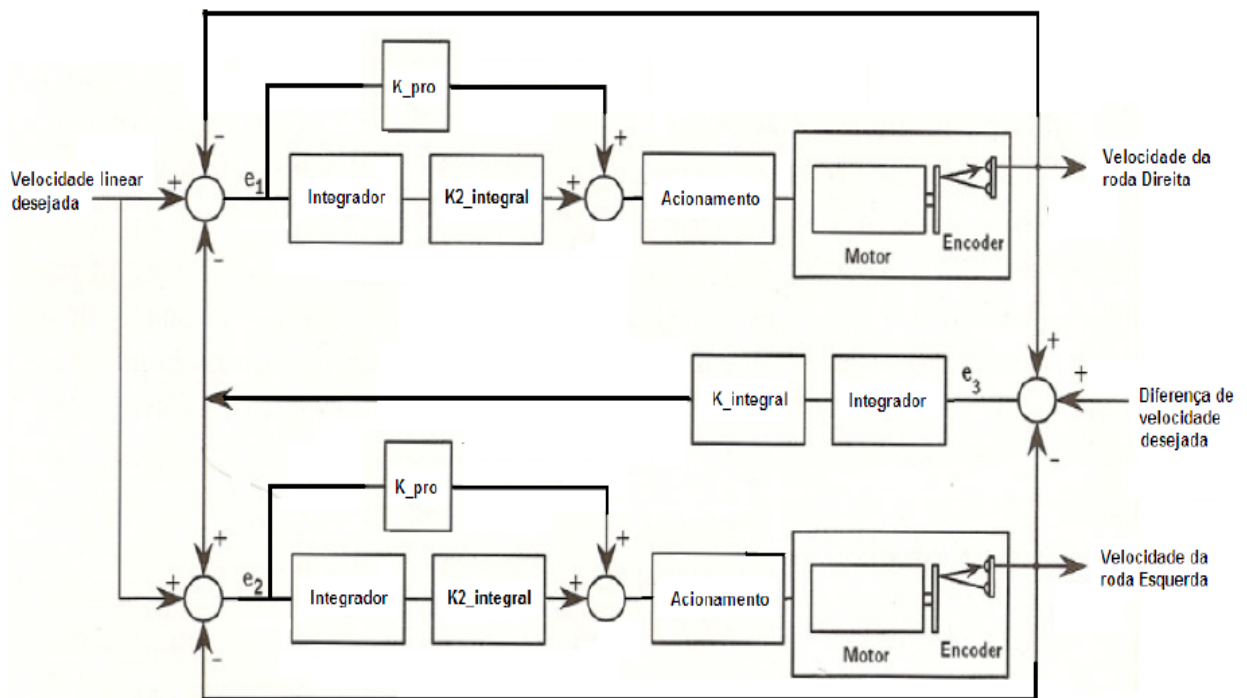 K_pro
-
+
Velocidade linear
desejada
+
e1
Integrador
K2_integral
+
Acionamento
Motor
Encoder
Velocidade da
roda Direita
-
+
+
K_integral
Integrador
e3
Diferença de
velocidade
desejada
-
K_pro
+
+
+
e2
Integrador
K2_integral
+
Acionamento
Motor
Encoder
Velocidade da
roda Esquerda
-